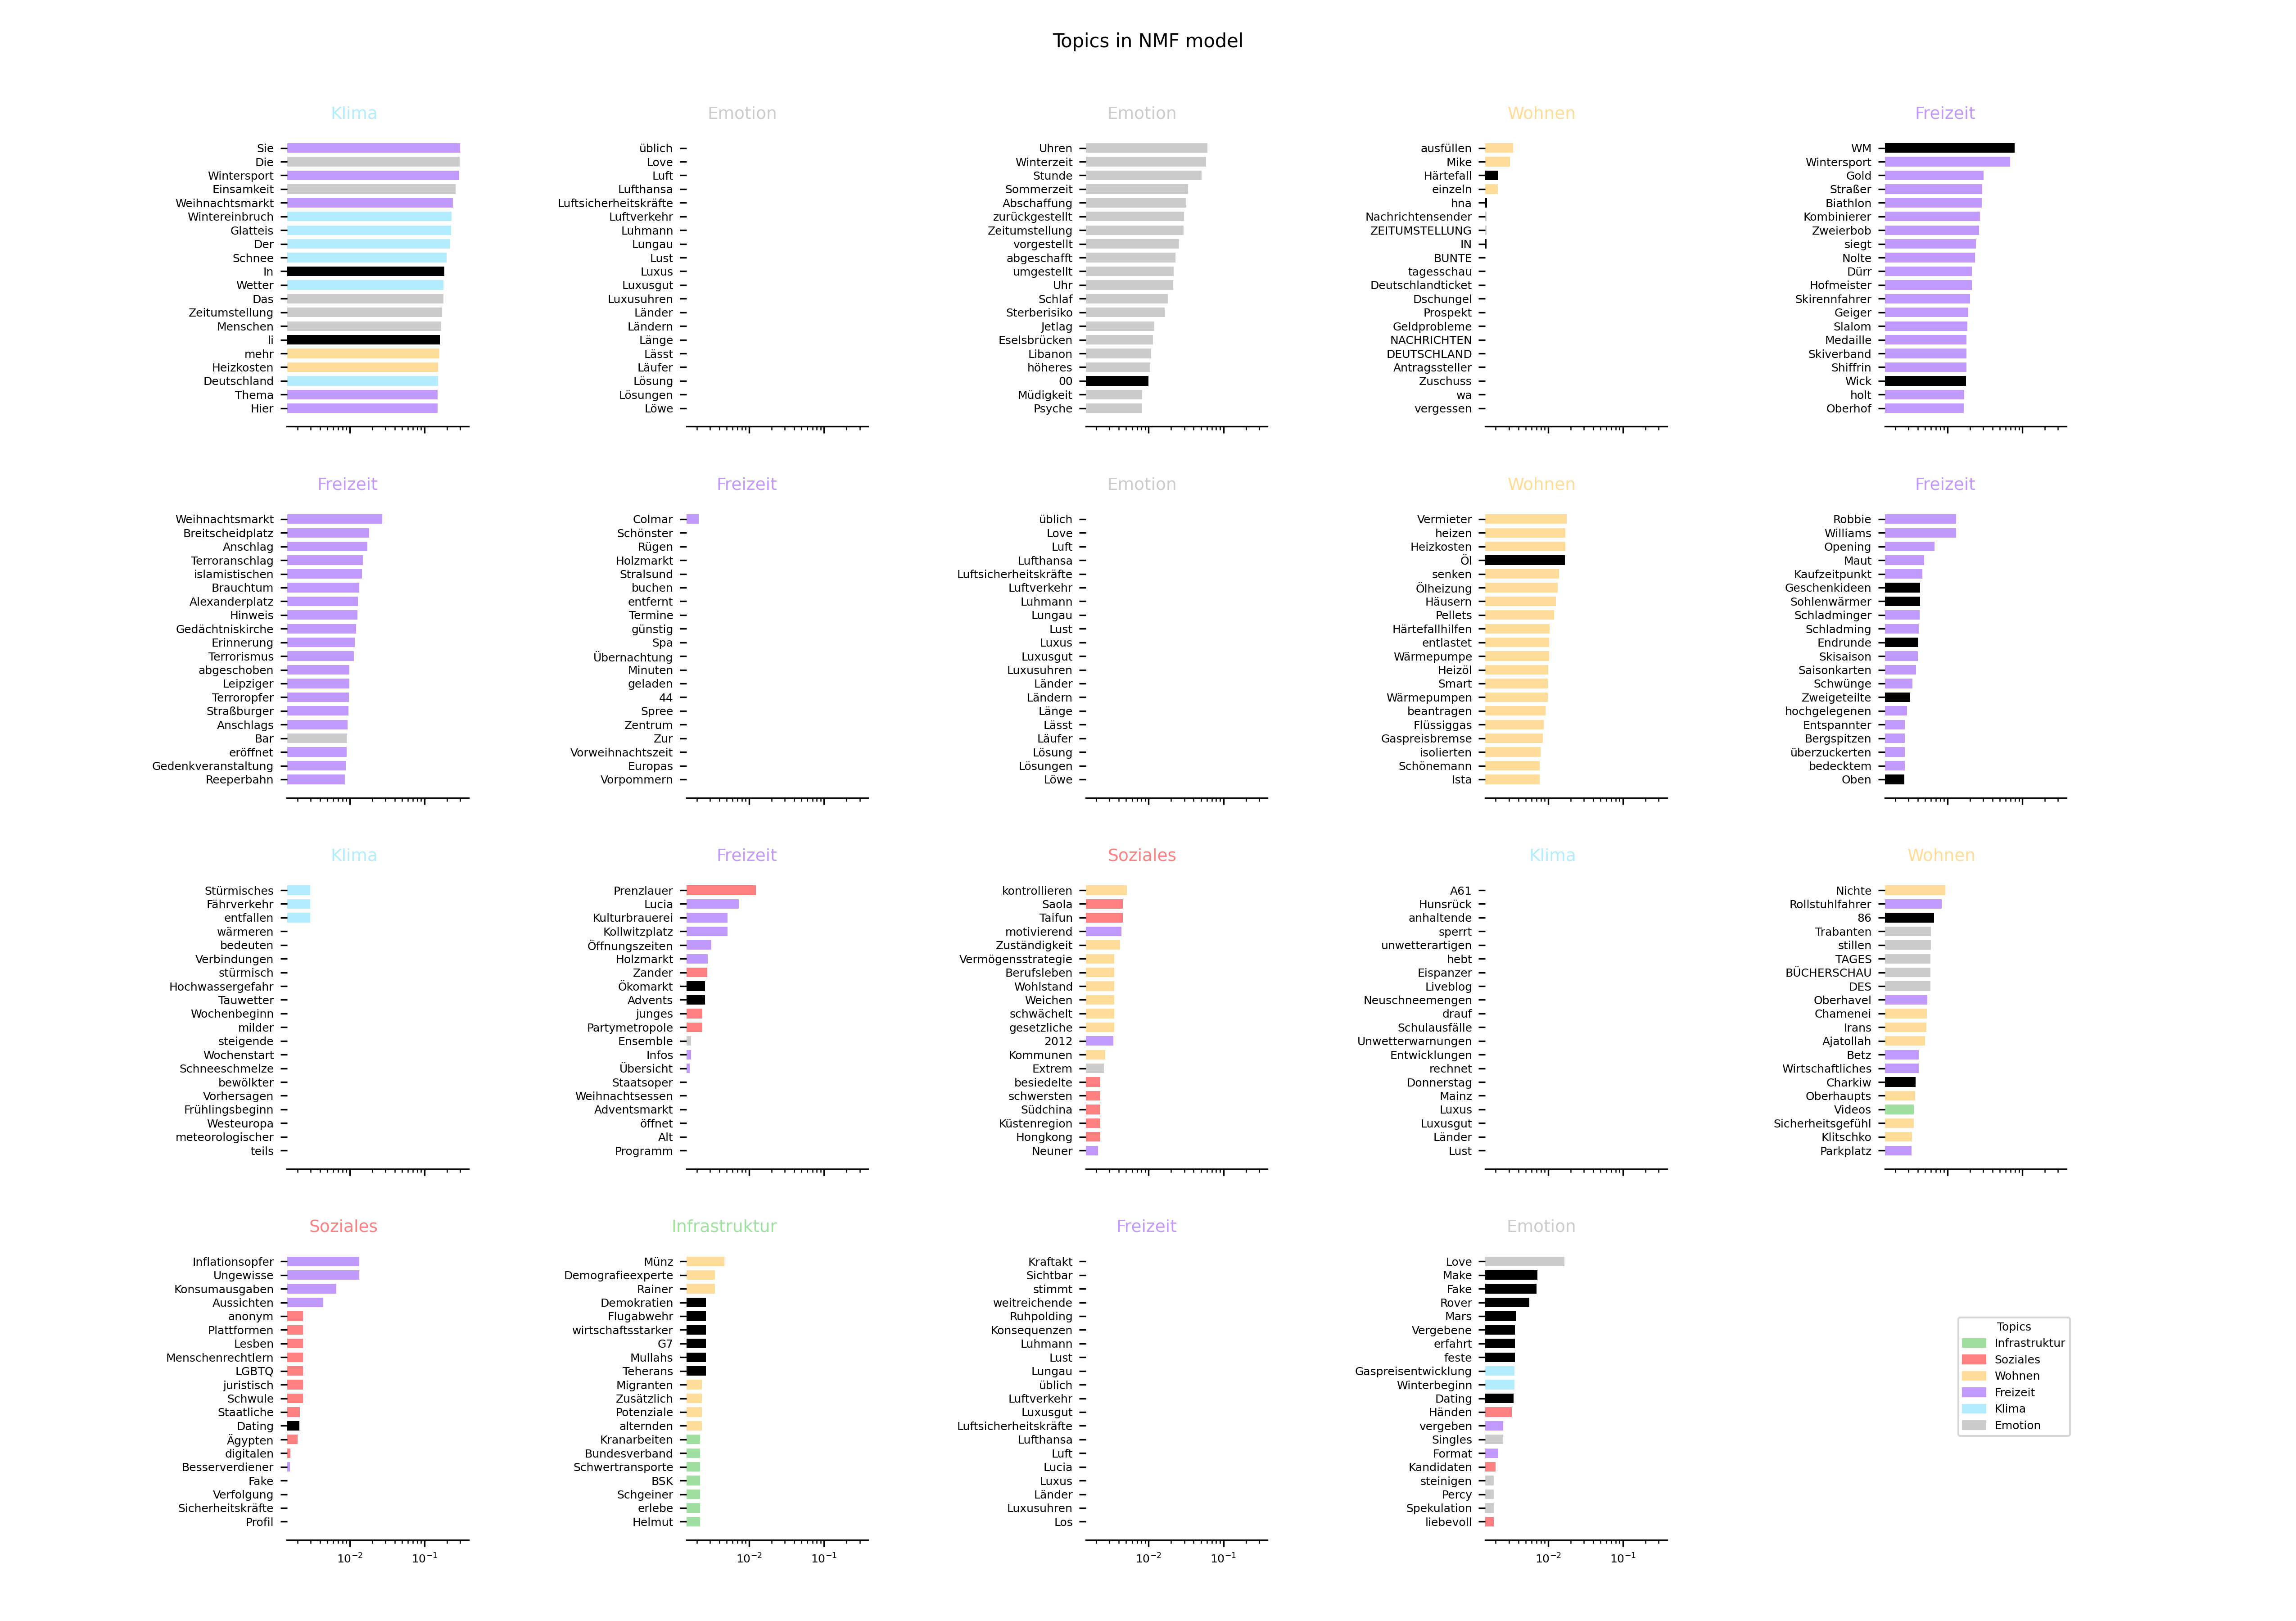 Topics in NMF model
Klima
Sie
Die
Wintersport
Einsamkeit
Weihnachtsmarkt
Wintereinbruch
Glatteis
Der
Schnee
In
Wetter
Das
Zeitumstellung
Menschen
li
mehr
Heizkosten
Deutschland
Thema
Hier
Emotion
üblich
Love
Luft
Lufthansa
Luftsicherheitskräfte
Luftverkehr
Luhmann
Lungau
Lust
Luxus
Luxusgut
Luxusuhren
Länder
Ländern
Länge
Lässt
Läufer
Lösung
Lösungen
Löwe
Emotion
Uhren
Winterzeit
Stunde
Sommerzeit
Abschaffung
zurückgestellt
Zeitumstellung
vorgestellt
abgeschafft
umgestellt
Uhr
Schlaf
Sterberisiko
Jetlag
Eselsbrücken
Libanon
höheres
00
Müdigkeit
Psyche
Wohnen
ausfüllen
Mike
Härtefall
einzeln
hna
Nachrichtensender
ZEITUMSTELLUNG
IN
BUNTE
tagesschau
Deutschlandticket
Dschungel
Prospekt
Geldprobleme
NACHRICHTEN
DEUTSCHLAND
Antragssteller
Zuschuss
wa
vergessen
Freizeit
WM
Wintersport
Gold
Straßer
Biathlon
Kombinierer
Zweierbob
siegt
Nolte
Dürr
Hofmeister
Skirennfahrer
Geiger
Slalom
Medaille
Skiverband
Shiffrin
Wick
holt
Oberhof
Freizeit
Weihnachtsmarkt
Breitscheidplatz
Anschlag
Terroranschlag
islamistischen
Brauchtum
Alexanderplatz
Hinweis
Gedächtniskirche
Erinnerung
Terrorismus
abgeschoben
Leipziger
Terroropfer
Straßburger
Anschlags
Bar
eröffnet
Gedenkveranstaltung
Reeperbahn
Freizeit
Colmar
Schönster
Rügen
Holzmarkt
Stralsund
buchen
entfernt
Termine
günstig
Spa
Übernachtung
Minuten
geladen
44
Spree
Zentrum
Zur
Vorweihnachtszeit
Europas
Vorpommern
Emotion
üblich
Love
Luft
Lufthansa
Luftsicherheitskräfte
Luftverkehr
Luhmann
Lungau
Lust
Luxus
Luxusgut
Luxusuhren
Länder
Ländern
Länge
Lässt
Läufer
Lösung
Lösungen
Löwe
Wohnen
Vermieter
heizen
Heizkosten
Öl
senken
Ölheizung
Häusern
Pellets
Härtefallhilfen
entlastet
Wärmepumpe
Heizöl
Smart
Wärmepumpen
beantragen
Flüssiggas
Gaspreisbremse
isolierten
Schönemann
Ista
Freizeit
Robbie
Williams
Opening
Maut
Kaufzeitpunkt
Geschenkideen
Sohlenwärmer
Schladminger
Schladming
Endrunde
Skisaison
Saisonkarten
Schwünge
Zweigeteilte
hochgelegenen
Entspannter
Bergspitzen
überzuckerten
bedecktem
Oben
Klima
Stürmisches
Fährverkehr
entfallen
wärmeren
bedeuten
Verbindungen
stürmisch
Hochwassergefahr
Tauwetter
Wochenbeginn
milder
steigende
Wochenstart
Schneeschmelze
bewölkter
Vorhersagen
Frühlingsbeginn
Westeuropa
meteorologischer
teils
Freizeit
Prenzlauer
Lucia
Kulturbrauerei
Kollwitzplatz
Öffnungszeiten
Holzmarkt
Zander
Ökomarkt
Advents
junges
Partymetropole
Ensemble
Infos
Übersicht
Staatsoper
Weihnachtsessen
Adventsmarkt
öffnet
Alt
Programm
Soziales
kontrollieren
Saola
Taifun
motivierend
Zuständigkeit
Vermögensstrategie
Berufsleben
Wohlstand
Weichen
schwächelt
gesetzliche
2012
Kommunen
Extrem
besiedelte
schwersten
Südchina
Küstenregion
Hongkong
Neuner
Klima
A61
Hunsrück
anhaltende
sperrt
unwetterartigen
hebt
Eispanzer
Liveblog
Neuschneemengen
drauf
Schulausfälle
Unwetterwarnungen
Entwicklungen
rechnet
Donnerstag
Mainz
Luxus
Luxusgut
Länder
Lust
Wohnen
Nichte
Rollstuhlfahrer
86
Trabanten
stillen
TAGES
BÜCHERSCHAU
DES
Oberhavel
Chamenei
Irans
Ajatollah
Betz
Wirtschaftliches
Charkiw
Oberhaupts
Videos
Sicherheitsgefühl
Klitschko
Parkplatz
Soziales
Inflationsopfer
Ungewisse
Konsumausgaben
Aussichten
anonym
Plattformen
Lesben
Menschenrechtlern
LGBTQ
juristisch
Schwule
Staatliche
Dating
Ägypten
digitalen
Besserverdiener
Fake
Verfolgung
Sicherheitskräfte
Profil
10⁻² 10⁻¹
Infrastruktur
Münz
Demografieexperte
Rainer
Demokratien
Flugabwehr
wirtschaftsstarker
G7
Mullahs
Teherans
Migranten
Zusätzlich
Potenziale
alternden
Kranarbeiten
Bundesverband
Schwertransporte
BSK
Schgeiner
erlebe
Helmut
10⁻² 10⁻¹
Freizeit
Kraftakt
Sichtbar
stimmt
weitreichende
Ruhpolding
Konsequenzen
Luhmann
Lust
Lungau
üblich
Luftverkehr
Luxusgut
Luftsicherheitskräfte
Lufthansa
Luft
Lucia
Luxus
Länder
Luxusuhren
Los
Emotion
Love
Make
Fake
Rover
Mars
Vergebene
erfahrt
feste
Gaspreisentwicklung
Winterbeginn
Dating
Händen
vergeben
Singles
Format
Kandidaten
steinigen
Percy
Spekulation
liebevoll
10⁻² 10⁻¹
Topics
Infrastruktur
Soziales
Wohnen
Freizeit
Klima
Emotion